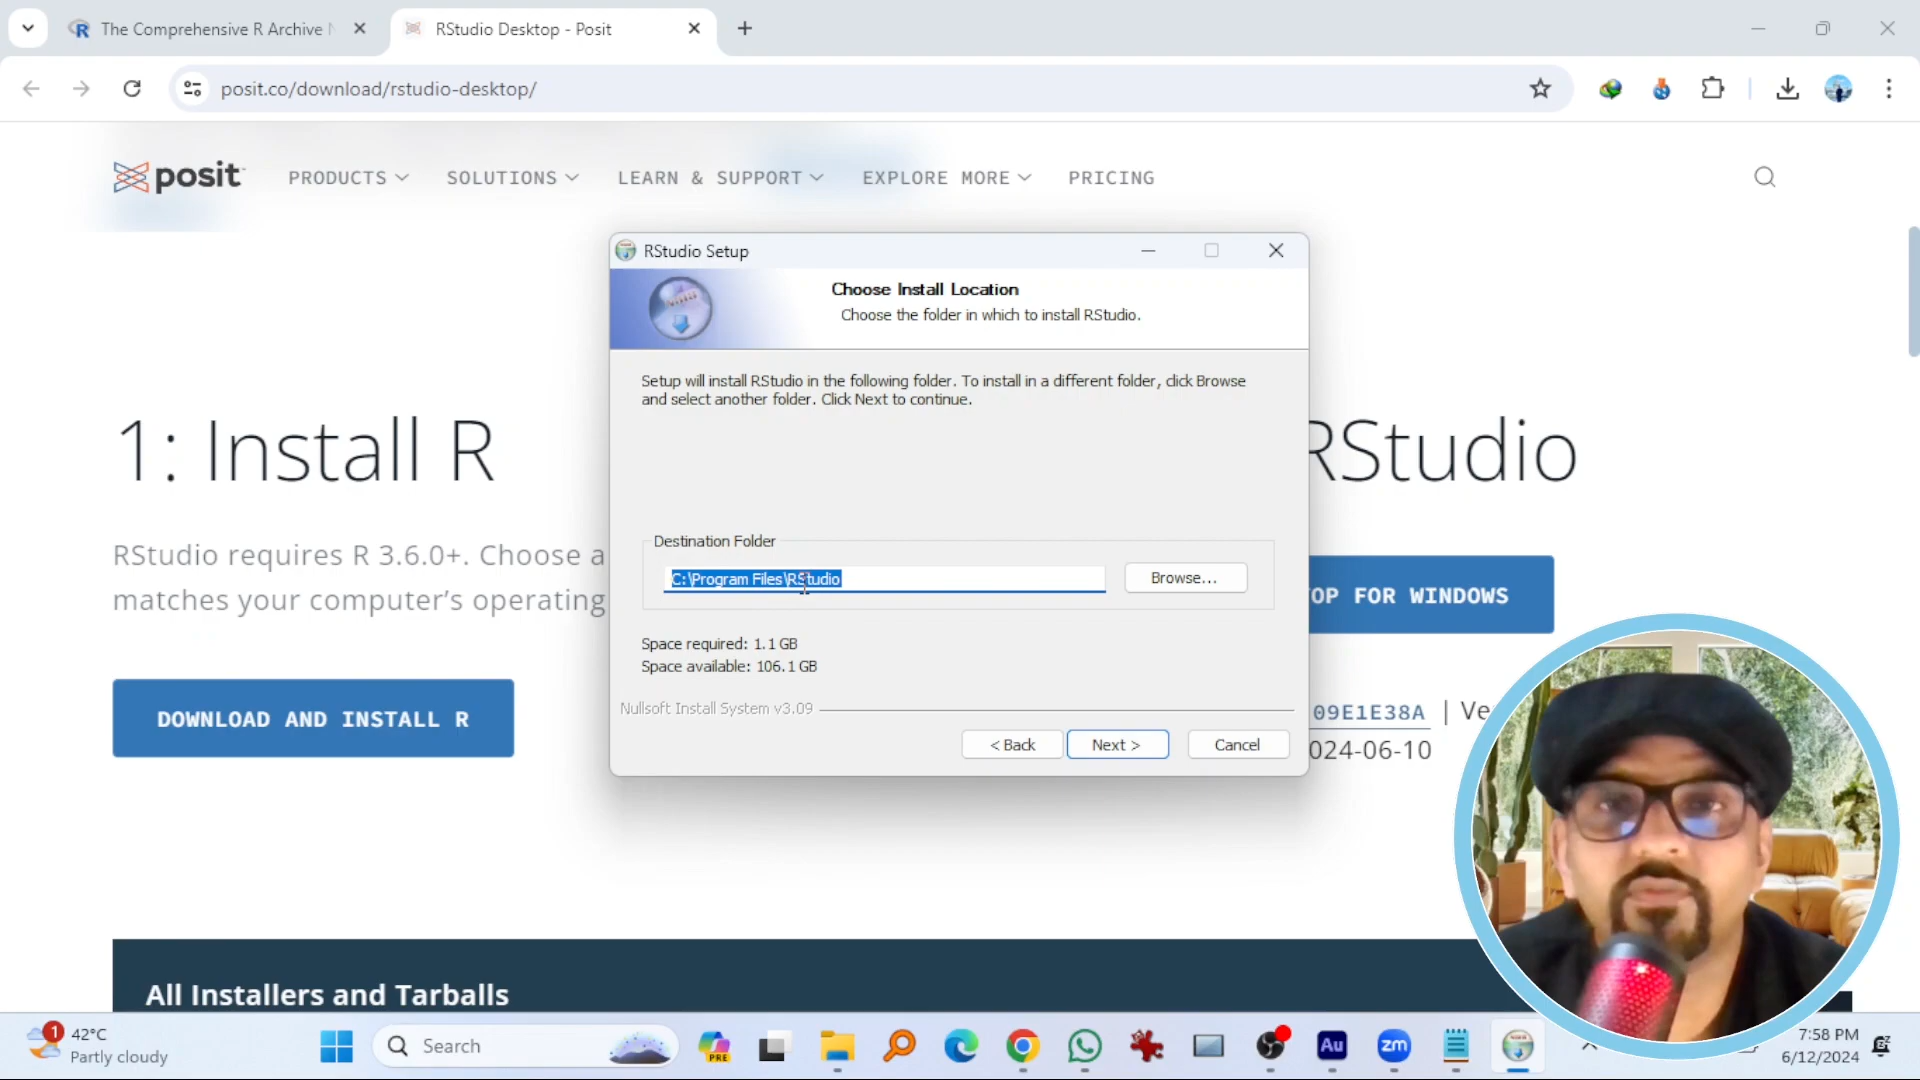 The Comprehensive R Archive
RStudio Desktop - Posit
posit.co/download/rstudio-desktop/
posit
PRODUCTS
SOLUTIONS
LEARN & SUPPORT
EXPLORE MORE
PRICING
RStudio Setup
Choose Install Location
Choose the folder in which to install RStudio.
Setup will install RStudio in the following folder. To install in a different folder, click Browse
and select another folder. Click Next to continue.
Destination Folder
C:\Program Files\RStudio
Browse...
Space required: 1.1 GB
Space available: 106.1 GB
Nullsoft Install System v3.09
< Back
Next >
Cancel
1: Install R
RStudio requires R 3.6.0+. Choose a
matches your computer's operating
DOWNLOAD AND INSTALL R
RStudio
OP FOR WINDOWS
09E1E38A | Ve
024-06-10
All Installers and Tarballs
1
42°C
Partly cloudy
Search
PRE
Au
zm
7:58 PM
6/12/2024